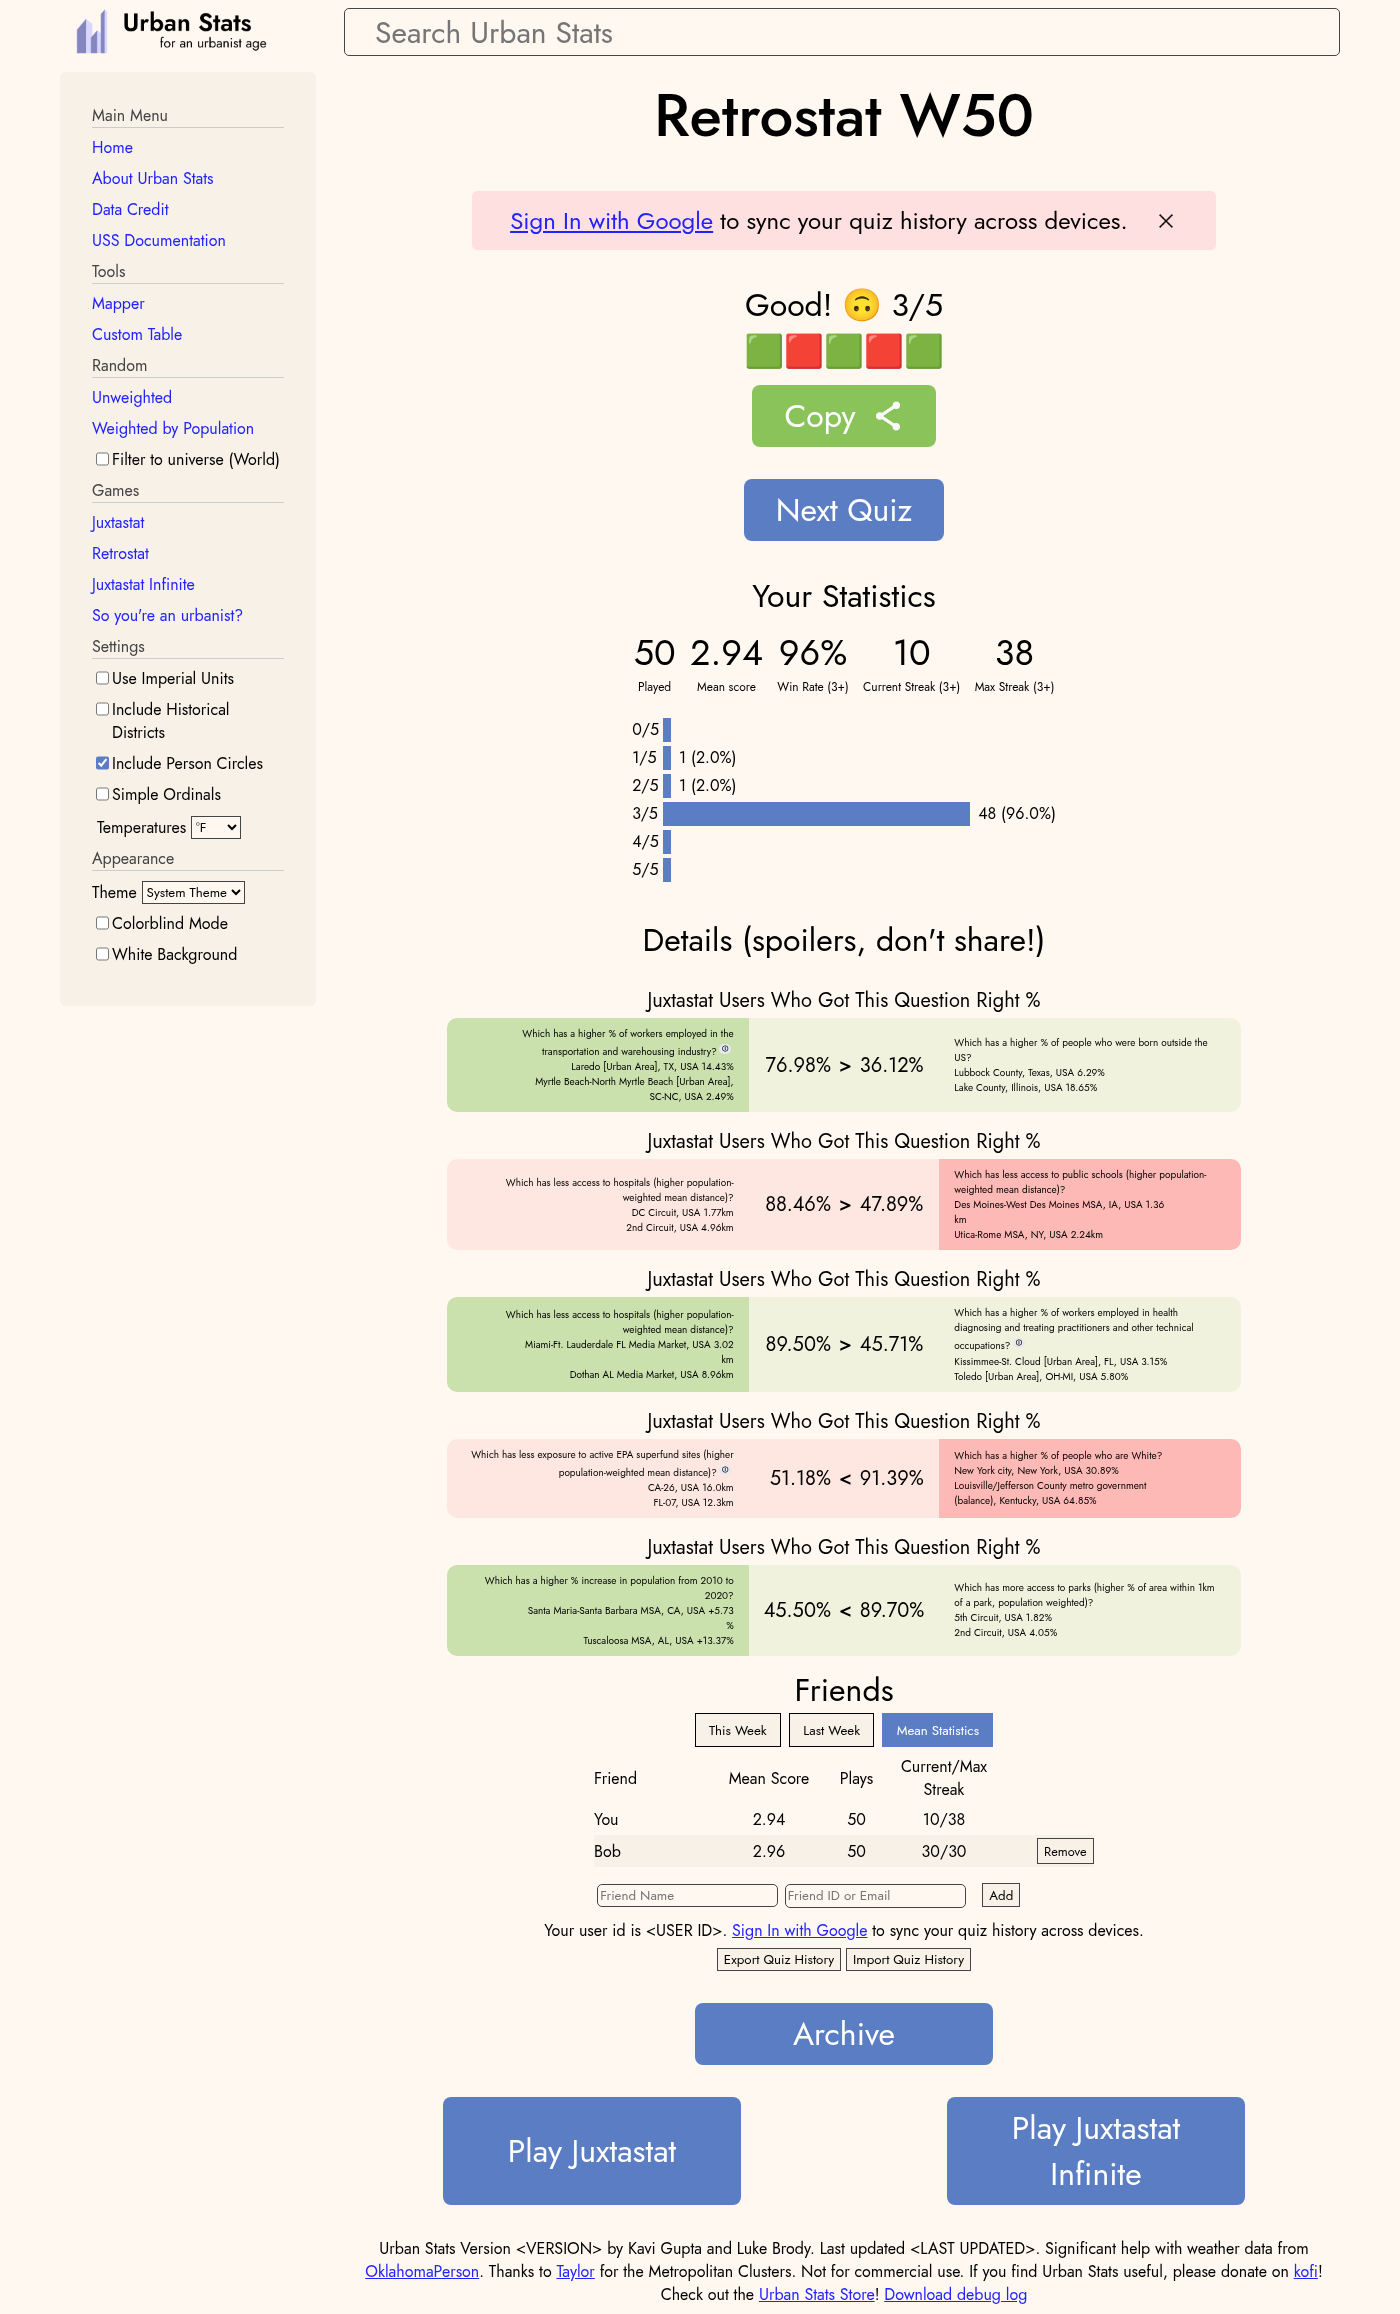 Urban Stats
for an urbanist age
Search Urban Stats
Main Menu
Home
About Urban Stats
Data Credit
USS Documentation
Tools
Mapper
Custom Table
Random
Unweighted
Weighted by Population
Filter to universe (World)
Games
Juxtastat
Retrostat
Juxtastat Infinite
So you're an urbanist?
Settings
Use Imperial Units
Include Historical
Districts
Include Person Circles
Simple Ordinals
Temperatures °F
Appearance
Theme System Theme
Colorblind Mode
White Background
Retrostat W50
Sign In with Google to sync your quiz history across devices.
Good! 🙃 3/5
Copy
Next Quiz
Your Statistics
50 2.94 96% 10 38
Played Mean score Win Rate (3+) Current Streak (3+) Max Streak (3+)
0/5
1/5 1 (2.0%)
2/5 1 (2.0%)
3/5 48 (96.0%)
4/5
5/5
Details (spoilers, don't share!)
Juxtastat Users Who Got This Question Right %
Which has a higher % of workers employed in the
transportation and warehousing industry?
Laredo [Urban Area], TX, USA 14.43%
Myrtle Beach-North Myrtle Beach [Urban Area],
SC-NC, USA 2.49%
76.98% > 36.12%
Which has a higher % of people who were born outside the
US?
Lubbock County, Texas, USA 6.29%
Lake County, Illinois, USA 18.65%
Juxtastat Users Who Got This Question Right %
Which has less access to hospitals (higher population-
weighted mean distance)?
DC Circuit, USA 1.77km
2nd Circuit, USA 4.96km
88.46% > 47.89%
Which has less access to public schools (higher population-
weighted mean distance)?
Des Moines-West Des Moines MSA, IA, USA 1.36
km
Utica-Rome MSA, NY, USA 2.24km
Juxtastat Users Who Got This Question Right %
Which has less access to hospitals (higher population-
weighted mean distance)?
Miami-Ft. Lauderdale FL Media Market, USA 3.02
km
Dothan AL Media Market, USA 8.96km
89.50% > 45.71%
Which has a higher % of workers employed in health
diagnosing and treating practitioners and other technical
occupations?
Kissimmee-St. Cloud [Urban Area], FL, USA 3.15%
Toledo [Urban Area], OH-MI, USA 5.80%
Juxtastat Users Who Got This Question Right %
Which has less exposure to active EPA superfund sites (higher
population-weighted mean distance)?
CA-26, USA 16.0km
FL-07, USA 12.3km
51.18% < 91.39%
Which has a higher % of people who are White?
New York city, New York, USA 30.89%
Louisville/Jefferson County metro government
(balance), Kentucky, USA 64.85%
Juxtastat Users Who Got This Question Right %
Which has a higher % increase in population from 2010 to
2020?
Santa Maria-Santa Barbara MSA, CA, USA +5.73
%
Tuscaloosa MSA, AL, USA +13.37%
45.50% < 89.70%
Which has more access to parks (higher % of area within 1km
of a park, population weighted)?
5th Circuit, USA 1.82%
2nd Circuit, USA 4.05%
Friends
This Week Last Week Mean Statistics
Friend Mean Score Plays Current/Max
Streak
You 2.94 50 10/38
Bob 2.96 50 30/30 Remove
Friend Name Friend ID or Email Add
Your user id is <USER ID>. Sign In with Google to sync your quiz history across devices.
Export Quiz History Import Quiz History
Archive
Play Juxtastat
Play Juxtastat
Infinite
Urban Stats Version <VERSION> by Kavi Gupta and Luke Brody. Last updated <LAST UPDATED>. Significant help with weather data from
OklahomaPerson. Thanks to Taylor for the Metropolitan Clusters. Not for commercial use. If you find Urban Stats useful, please donate on kofi!
Check out the Urban Stats Store! Download debug log